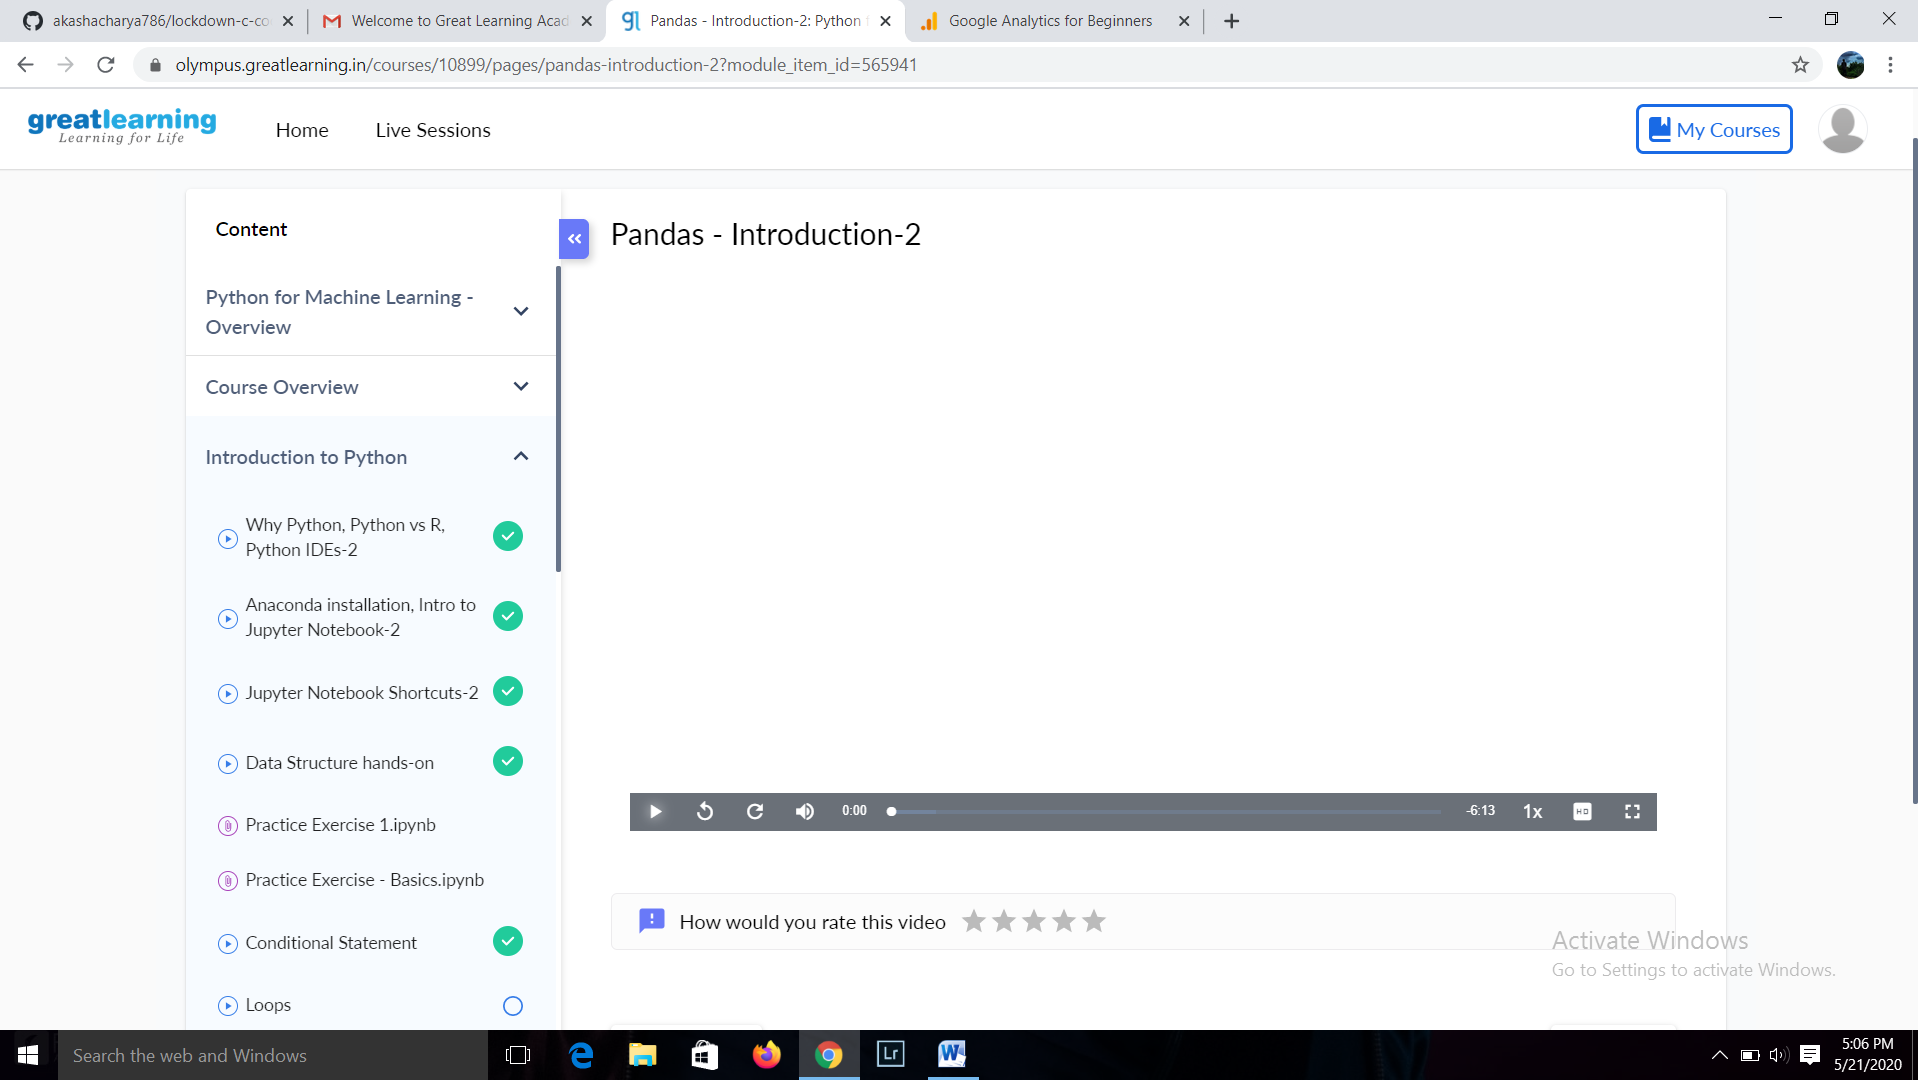 akashacharya786/lockdown-c-co
Welcome to Great Learning Acad
Pandas - Introduction-2: Python
Google Analytics for Beginners
olympus.greatlearning.in/courses/10899/pages/pandas-introduction-2?module_item_id=565941
greatlearning
Learning for Life
Home
Live Sessions
My Courses
Content
Python for Machine Learning -
Overview
Course Overview
Introduction to Python
Why Python, Python vs R,
Python IDEs-2
Anaconda installation, Intro to
Jupyter Notebook-2
Jupyter Notebook Shortcuts-2
Data Structure hands-on
Practice Exercise 1.ipynb
Practice Exercise - Basics.ipynb
Conditional Statement
Loops
Pandas - Introduction-2
0:00
-6:13
1x
HD
How would you rate this video
Activate Windows
Go to Settings to activate Windows.
Search the web and Windows
Lr
5:06 PM
5/21/2020